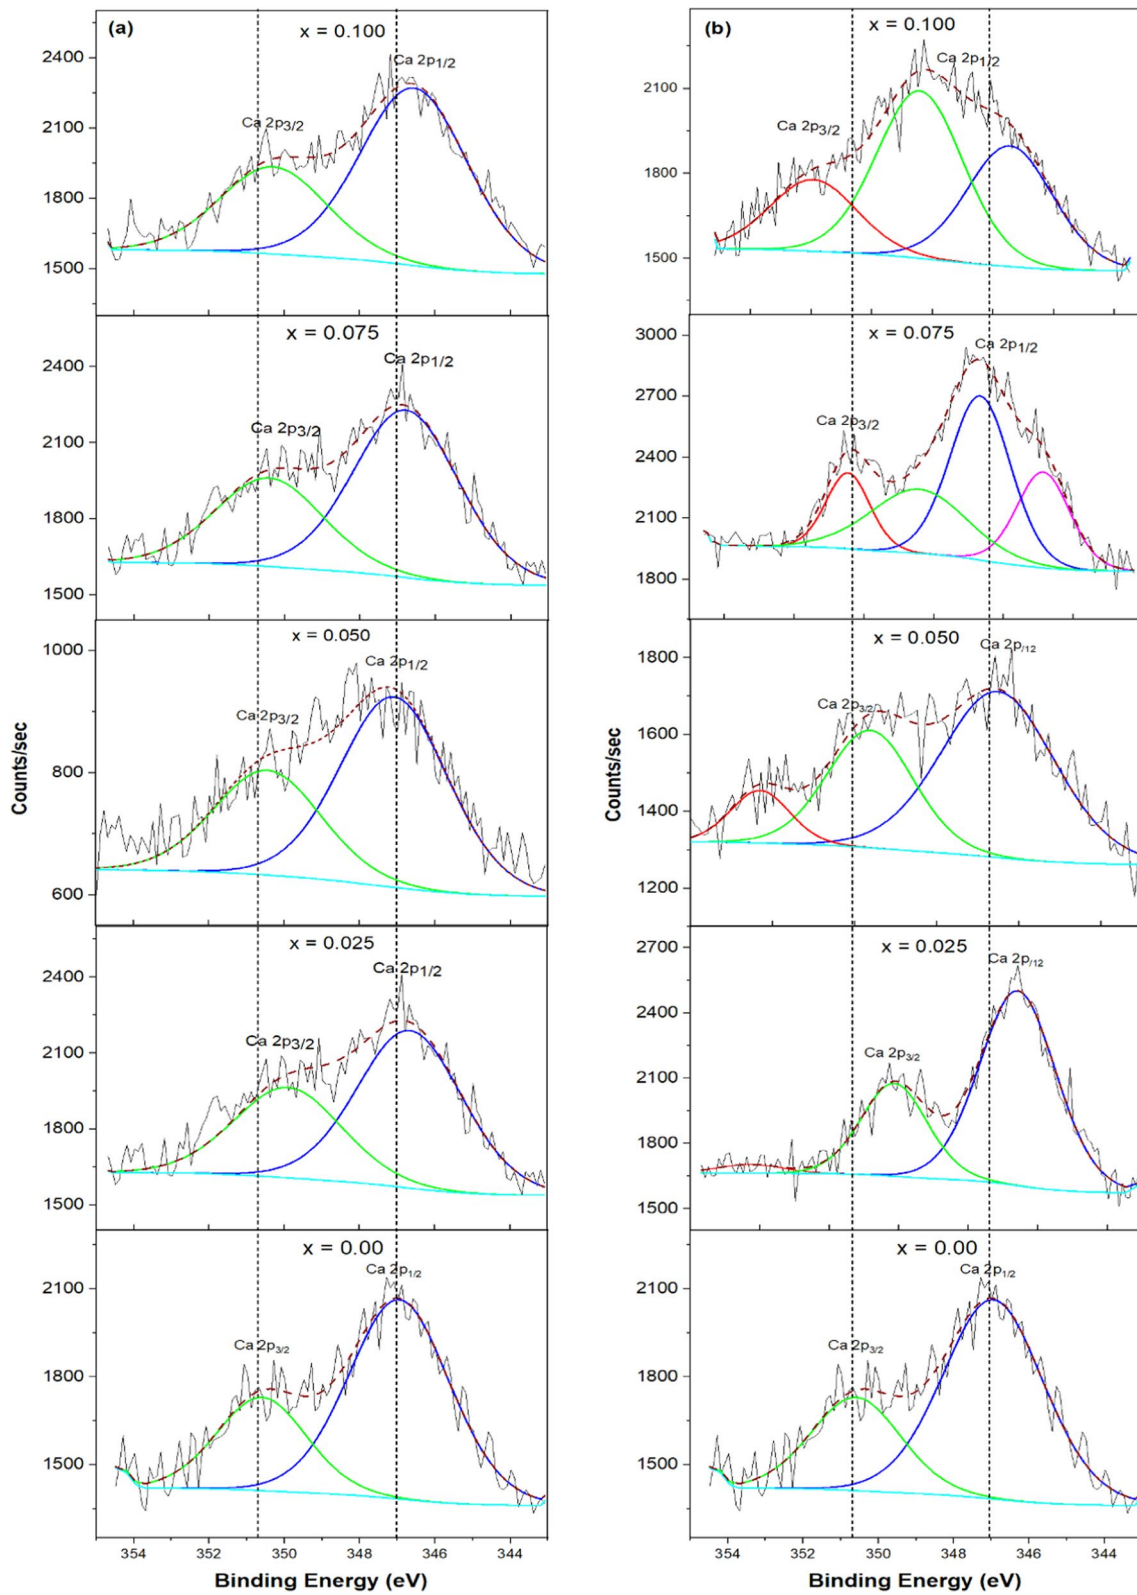 (a)
x = 0.100
2400
Ca 2p1/2
2100
Ca 2p3/2
1800
1500
x = 0.075
2400
Ca 2p1/2
2100
Ca 2p3/2
1800
1500
x = 0.050
1000
Ca 2p1/2
Ca 2p3/2
800
600
Counts/sec
x = 0.025
2400
Ca 2p1/2
2100
Ca 2p3/2
1800
1500
x = 0.00
2100
Ca 2p1/2
1800
Ca 2p3/2
1500
354 352 350 348 346 344
Binding Energy (eV)
(b)
x = 0.100
2100
Ca 2p1/2
Ca 2p3/2
1800
1500
x = 0.075
3000
Ca 2p1/2
2700
Ca 2p3/2
2400
2100
1800
x = 0.050
1800
Ca 2p/12
Ca 2p3/2
1600
1400
1200
Counts/sec
x = 0.025
2700
Ca 2p/12
2400
Ca 2p3/2
2100
1800
1500
x = 0.00
2100
Ca 2p1/2
1800
Ca 2p3/2
1500
354 352 350 348 346 344
Binding Energy (eV)